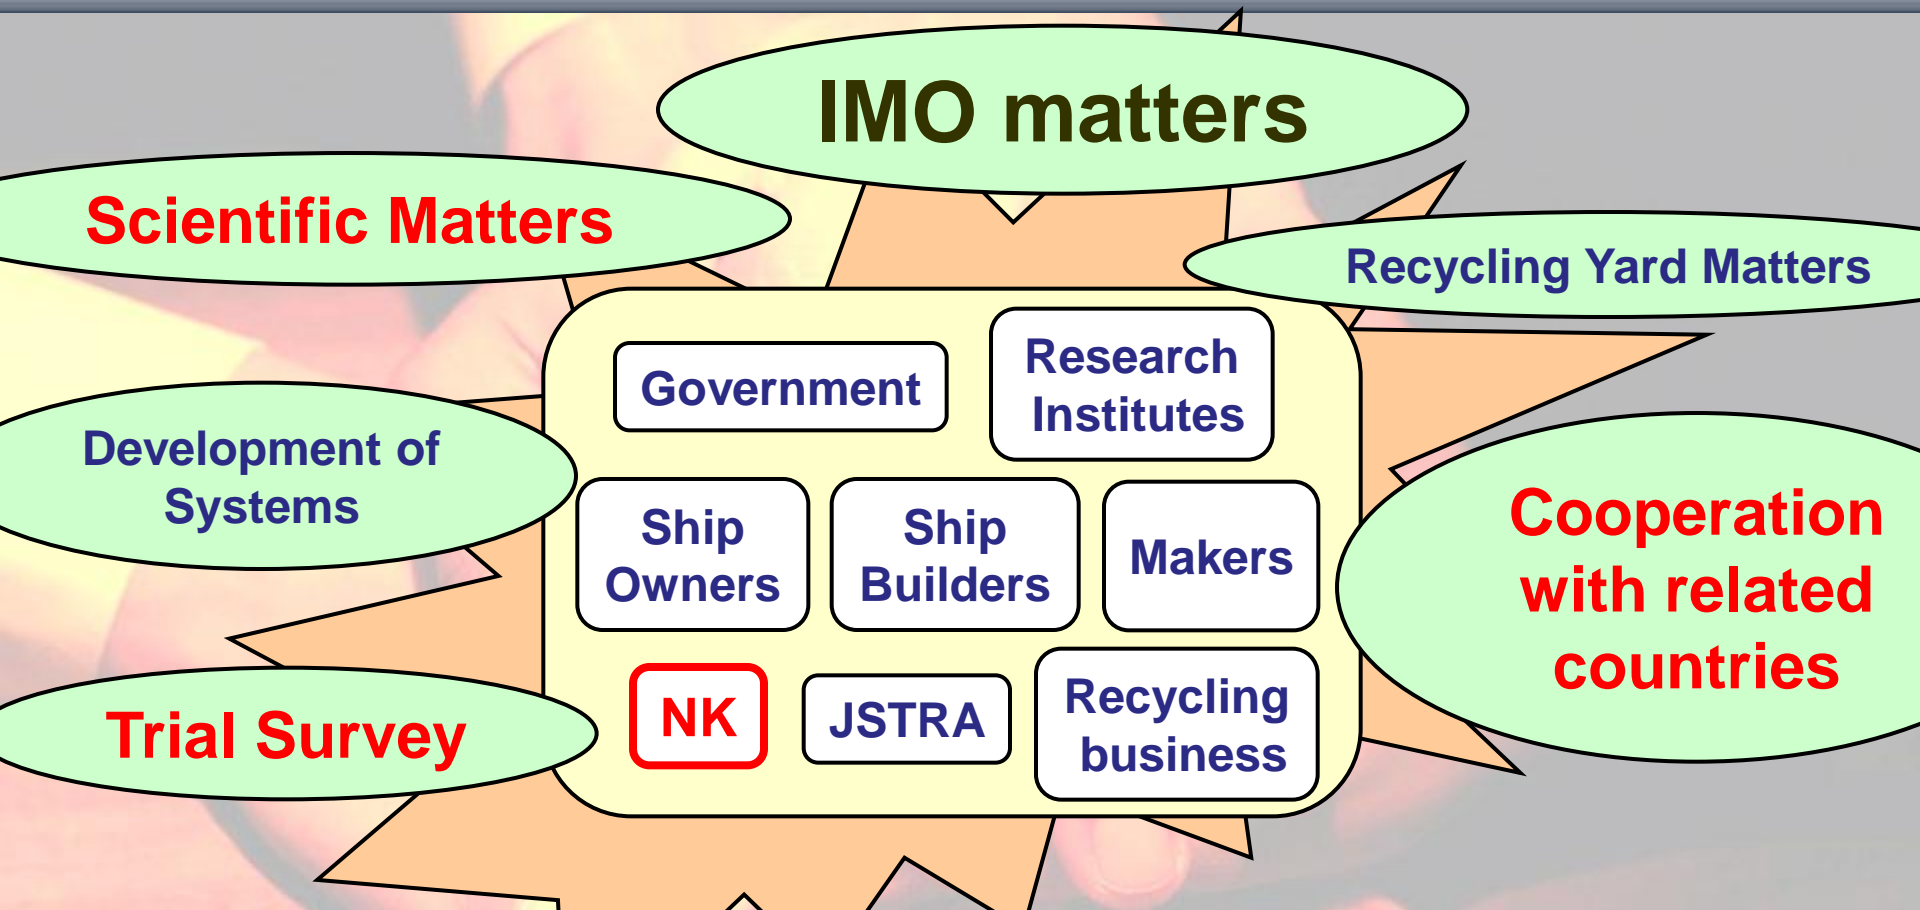 IMO matters
Scientific Matters
Recycling Yard Matters
Government
Research
Institutes
Development of
Systems
Ship
Owners
Ship
Builders
Makers
Cooperation
with related
countries
NK
JSTRA
Recycling
business
Trial Survey